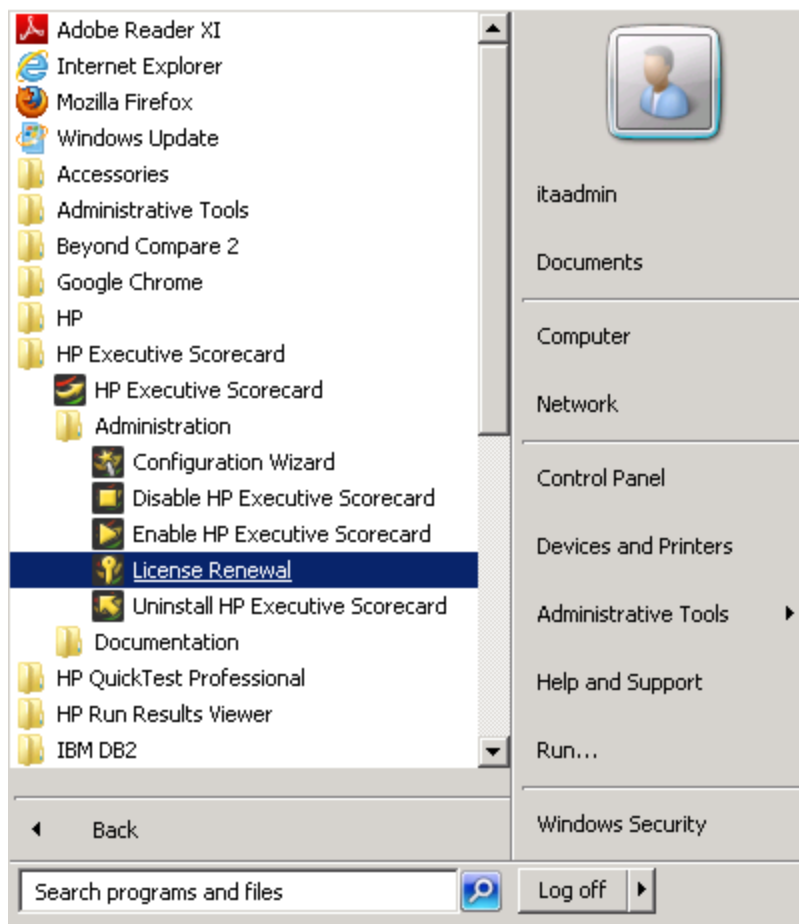 Adobe Reader XI
Internet Explorer
Mozilla Firefox
Windows Update
Accessories
Administrative Tools
Beyond Compare 2
Google Chrome
HP
HP Executive Scorecard
HP Executive Scorecard
Administration
Configuration Wizard
Disable HP Executive Scorecard
Enable HP Executive Scorecard
License Renewal
Uninstall HP Executive Scorecard
Documentation
HP QuickTest Professional
HP Run Results Viewer
IBM DB2
Back
Search programs and files
itaadmin
Documents
Computer
Network
Control Panel
Devices and Printers
Administrative Tools
Help and Support
Run...
Windows Security
Log off